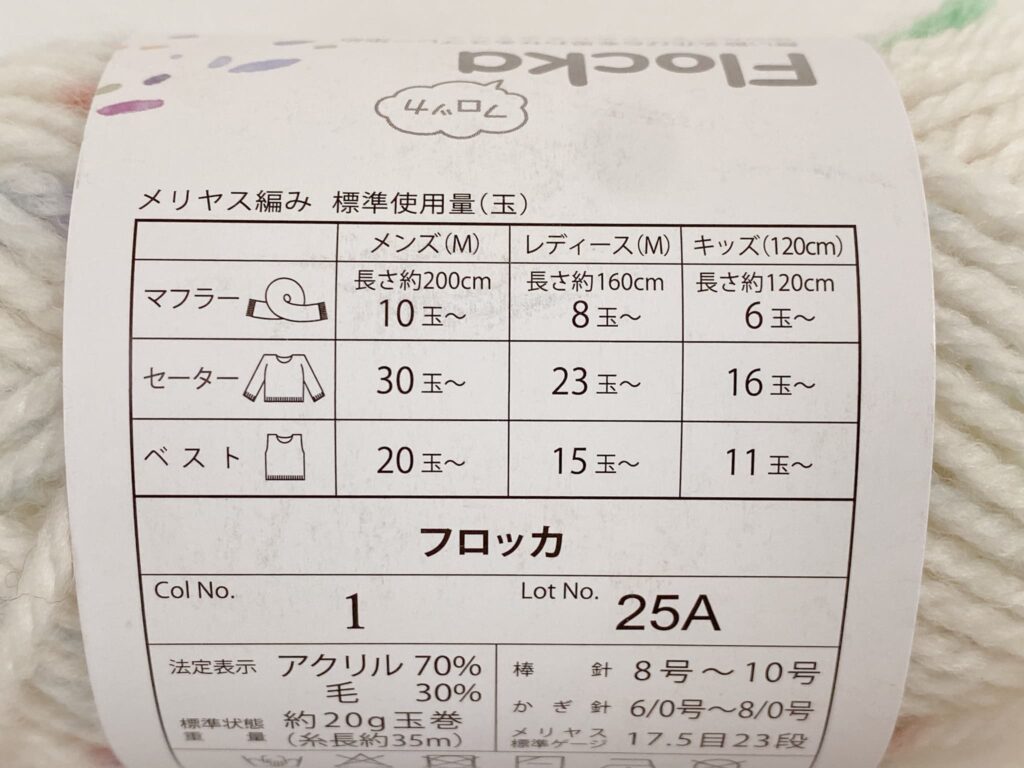 Flocka
フロッカ
メリヤス編み 標準使用量(玉)
メンズ(M) レディース(M) キッズ(120cm)
マフラー 長さ約200cm 10玉〜 長さ約160cm 8玉〜 長さ約120cm 6玉〜
セーター 30玉〜 23玉〜 16玉〜
ベスト 20玉〜 15玉〜 11玉〜
フロッカ
Col No. 1 Lot No. 25A
法定表示 アクリル 70%
毛 30%
標準状態重量 約20g玉巻
(糸長約35m)
棒針 8号〜10号
かぎ針 6/0号〜8/0号
メリヤス標準ゲージ 17.5目23段